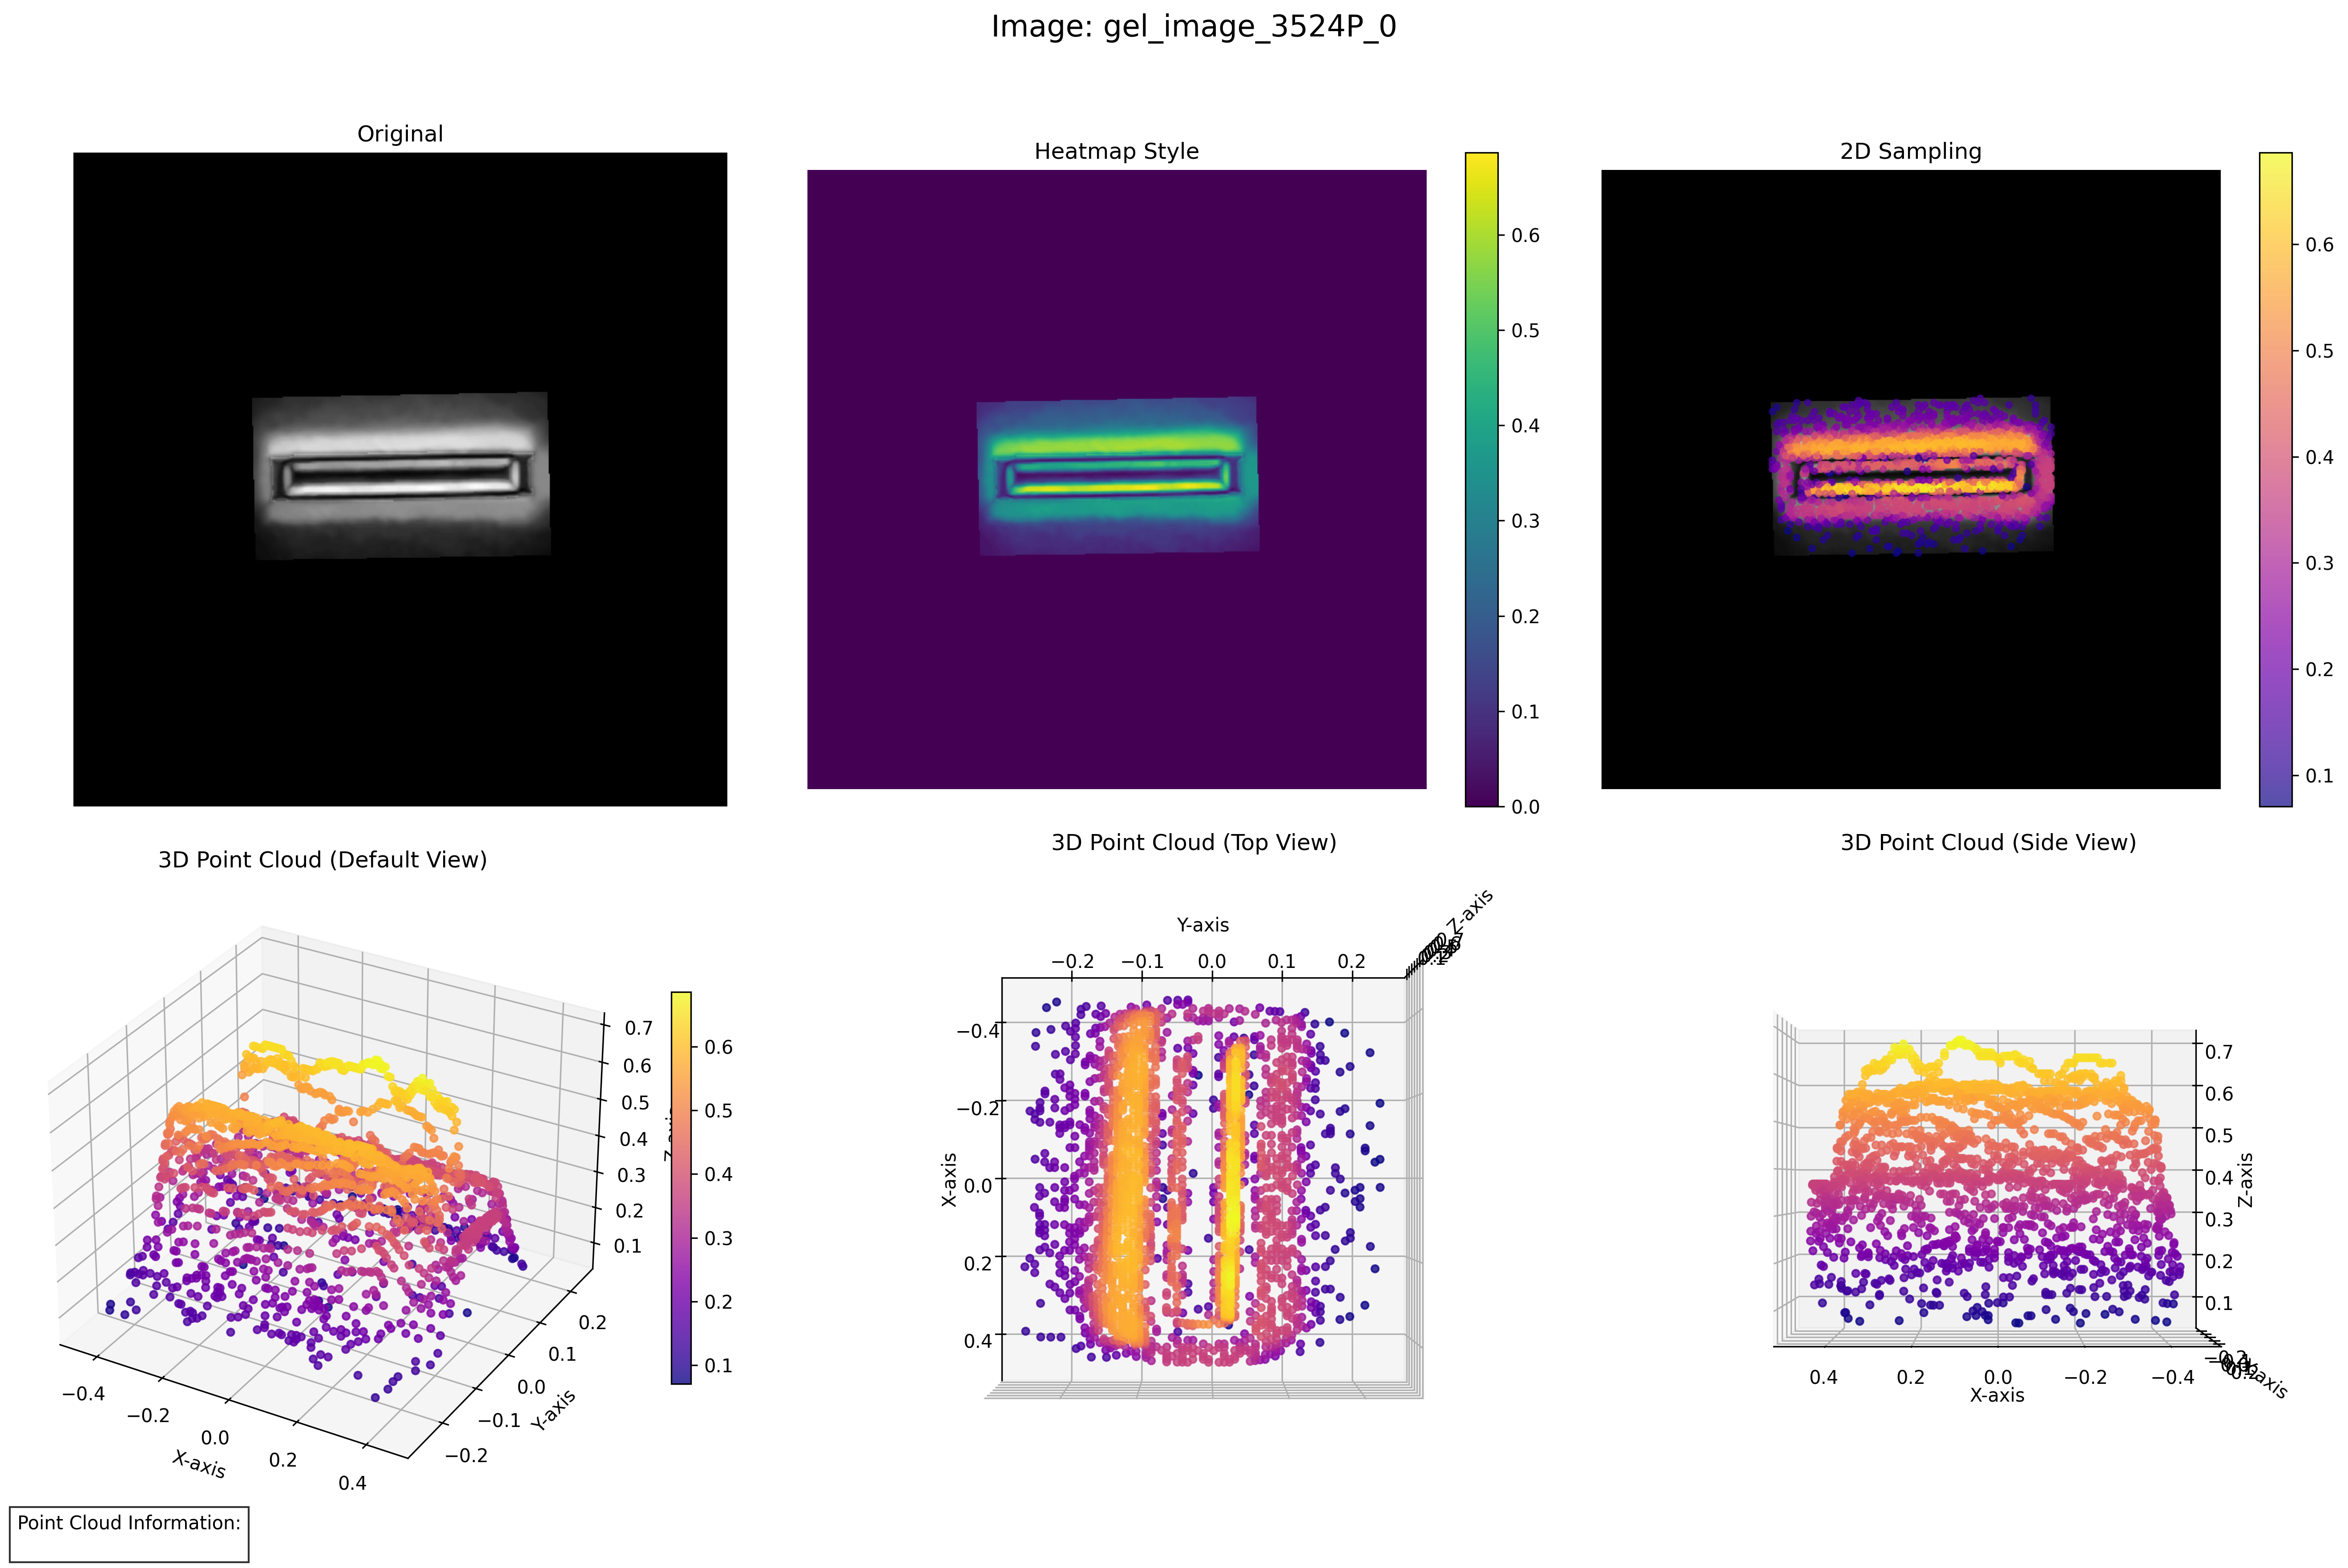 Image: gel_image_3524P_0
Original
Heatmap Style
2D Sampling
0.6
0.5
0.4
0.3
0.2
0.1
0.0
0.6
0.5
0.4
0.3
0.2
0.1
3D Point Cloud (Default View)
3D Point Cloud (Top View)
3D Point Cloud (Side View)
0.7
0.6
0.5
0.4
0.3
0.2
0.1
0.2
0.1
0.0
−0.1
−0.2
Y-axis
−0.4
−0.2
0.0
0.2
0.4
X-axis
0.6
0.5
0.4
0.3
0.2
0.1
Y-axis
−0.2 −0.1 0.0 0.1 0.2
Z-axis
−0.4
−0.2
0.0
0.2
0.4
X-axis
0.7
0.6
0.5
0.4
0.3
0.2
0.1
Z-axis
0.4 0.2 0.0 −0.2 −0.4
X-axis
Point Cloud Information: